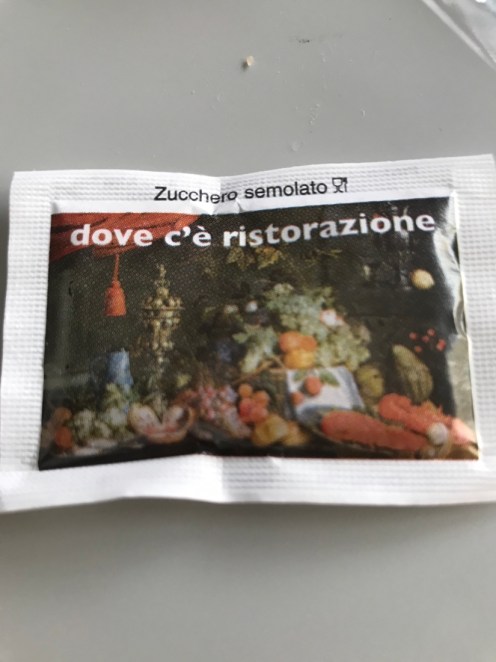 Zucchero semolato
dove c'è ristorazione